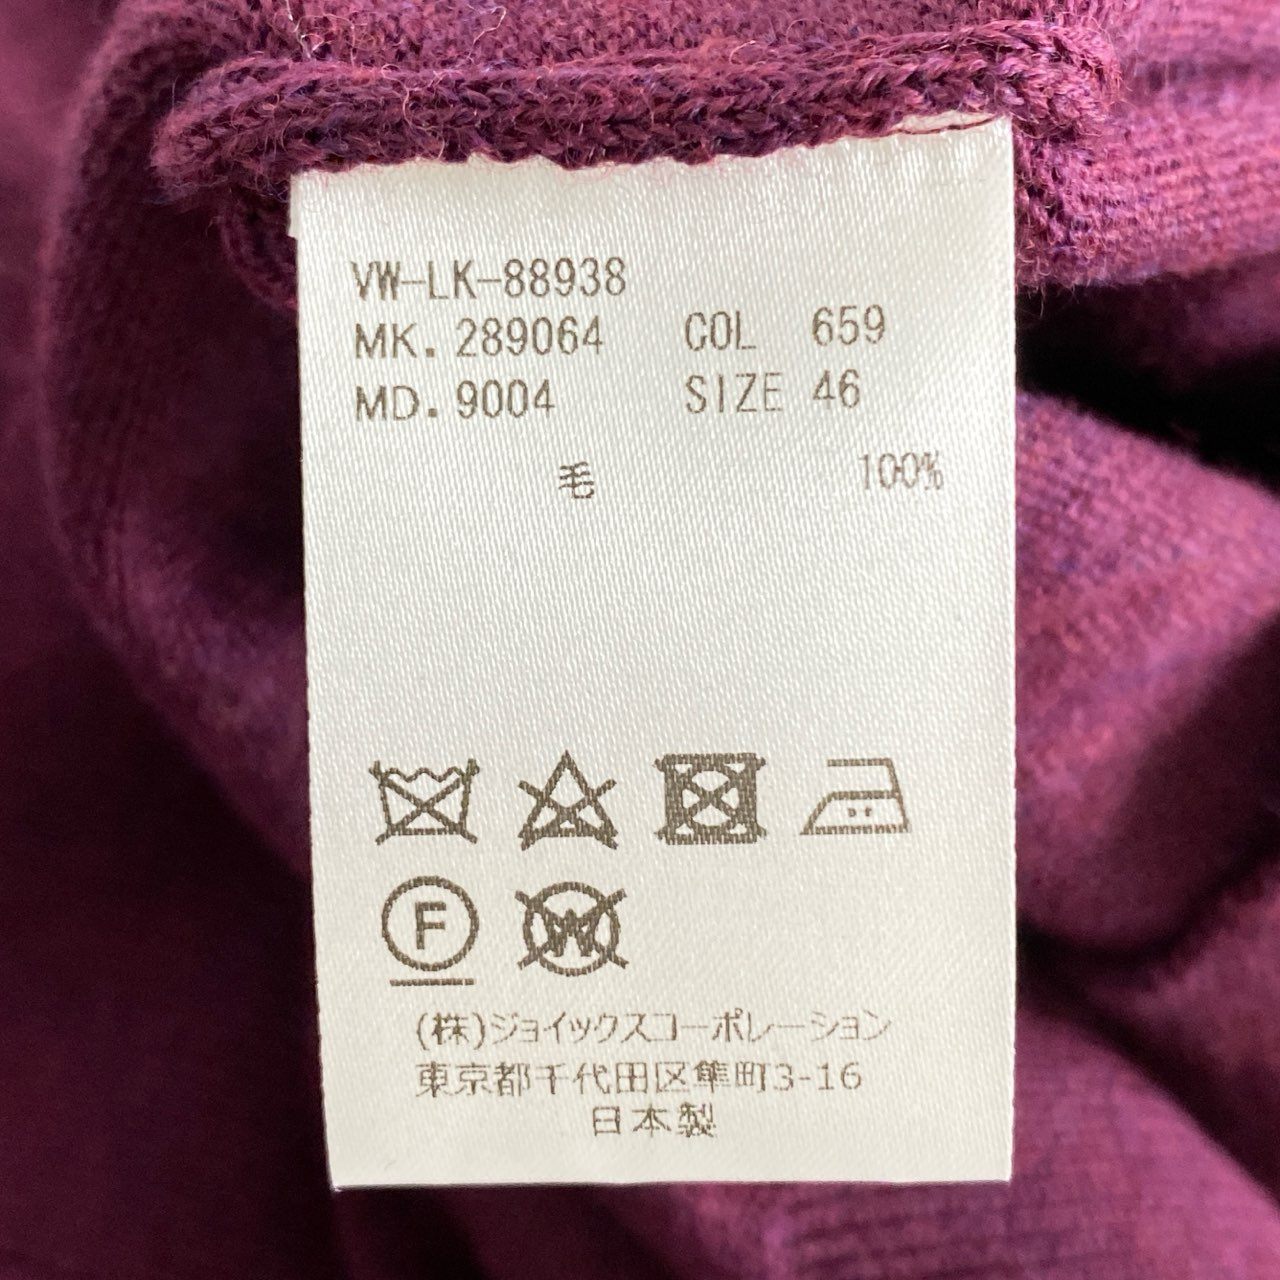 VW-LK-88938
MK. 289064 COL 659
MD. 9004 SIZE 46
毛 100%
F
W
(株)ジョイックスコーポレーション
東京都千代田区隼町3-16
日本製